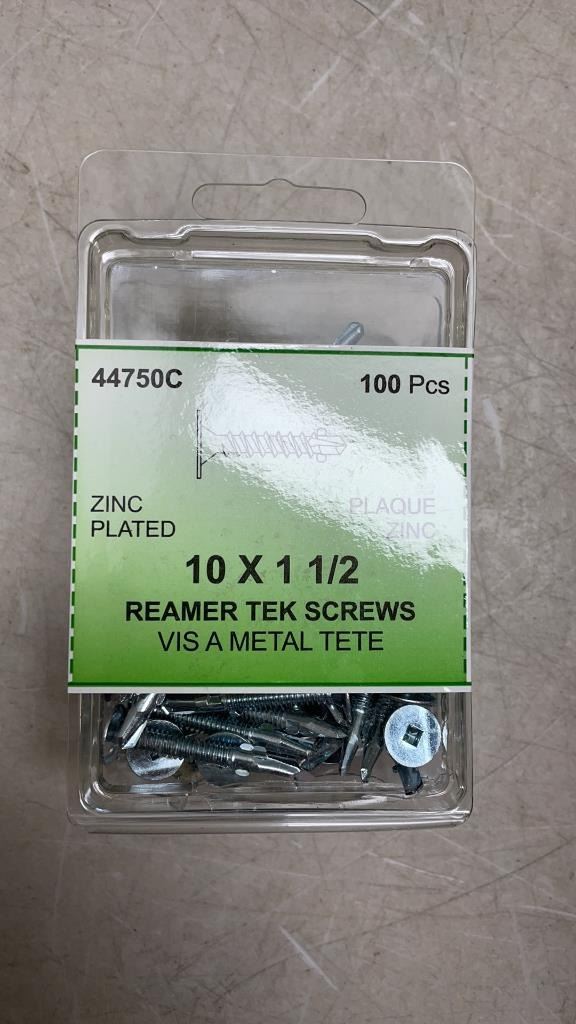 44750C
100 Pcs
ZINC
PLATED
PLAQUE
ZINC
10 X 1 1/2
REAMER TEK SCREWS
VIS A METAL TETE